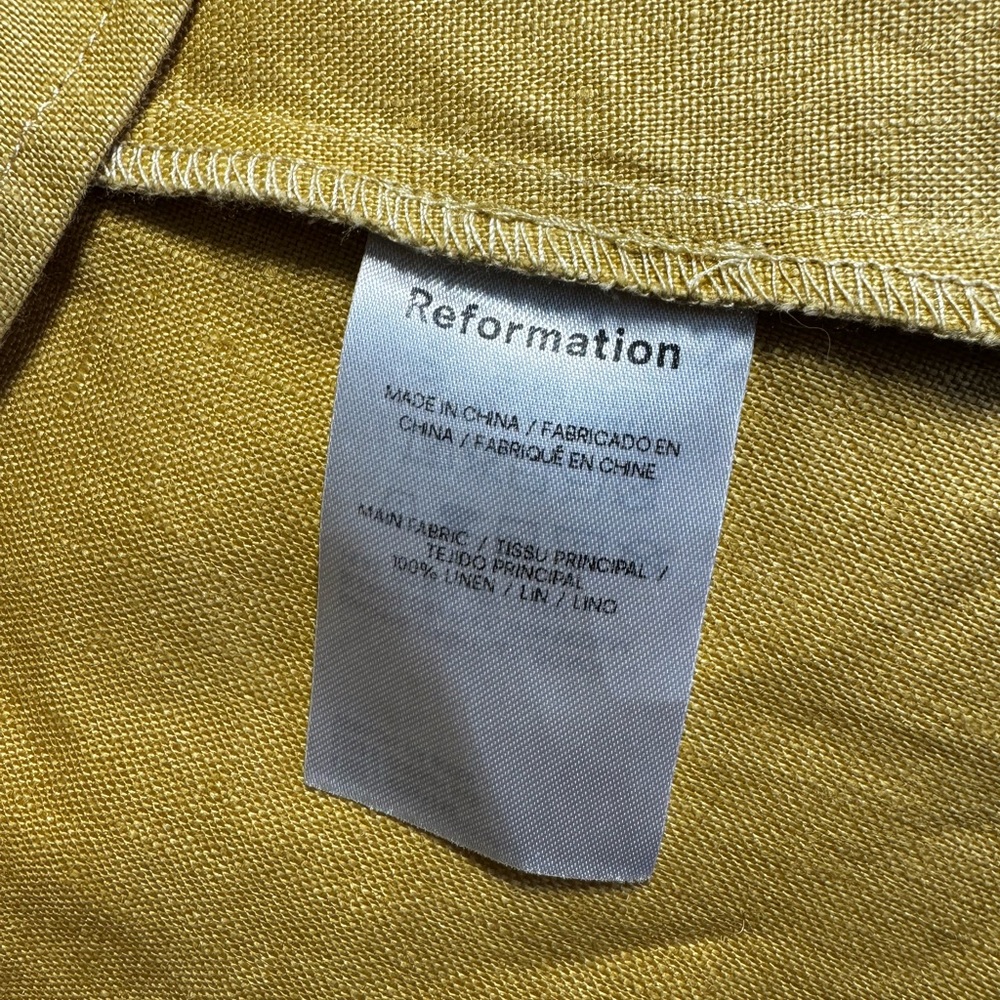 Reformation
MADE IN CHINA / FABRICADO EN
CHINA / FABRIQUÉ EN CHINE
MAIN FABRIC / TISSU PRINCIPAL /
TEJIDO PRINCIPAL
100% LINEN / LIN / LINO